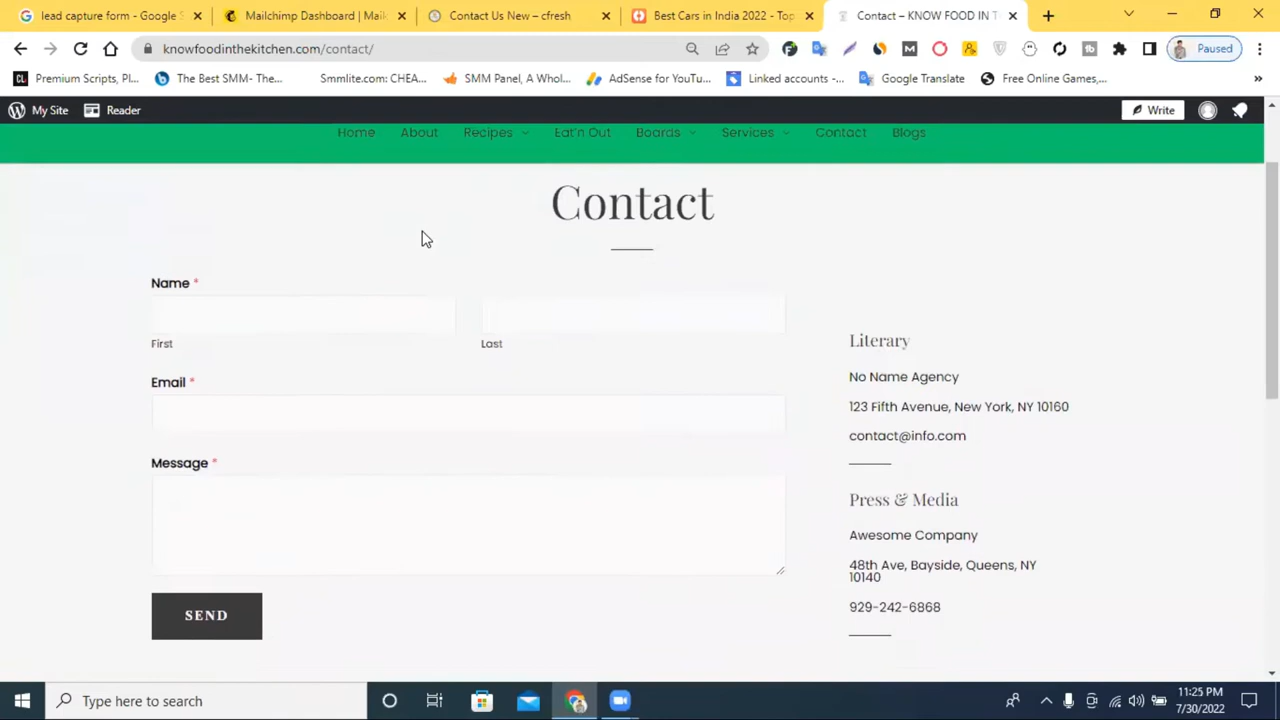 lead capture form - Google S
Mailchimp Dashboard | Mail
Contact Us New – cfresh
Best Cars in India 2022 - Top
Contact – KNOW FOOD IN T
knowfoodinthekitchen.com/contact/
Paused
Premium Scripts, Pl...
The Best SMM- The...
Smmlite.com: CHEA...
SMM Panel, A Whol...
AdSense for YouTu...
Linked accounts -...
Google Translate
Free Online Games,...
»
My Site
Reader
Write
Home
About
Recipes
Eat'n Out
Boards
Services
Contact
Blogs
Contact
Name *
First
Last
Email *
Message *
SEND
Literary
No Name Agency
123 Fifth Avenue, New York, NY 10160
contact@info.com
Press & Media
Awesome Company
48th Ave, Bayside, Queens, NY
10140
929-242-6868
Type here to search
11:25 PM
7/30/2022